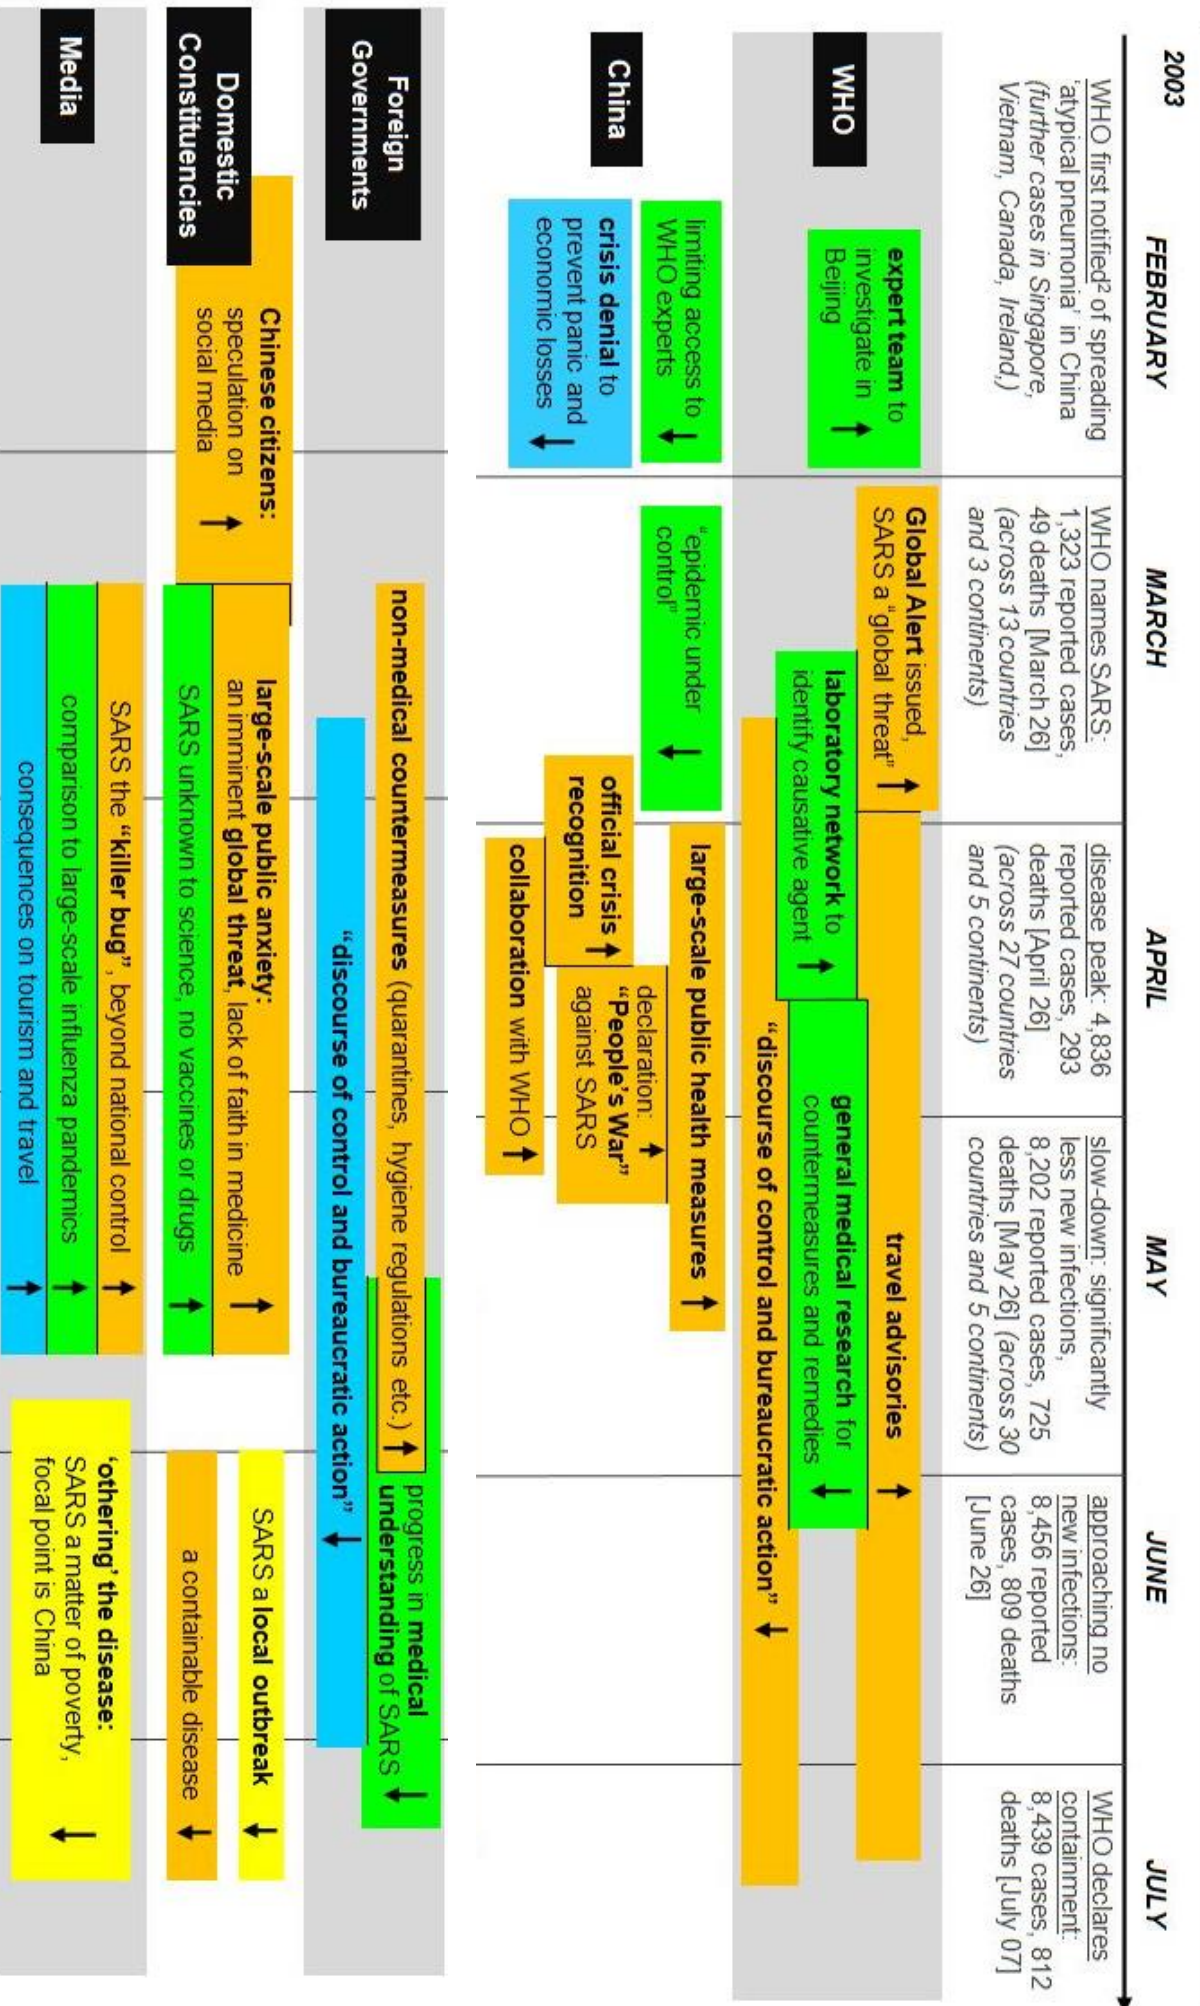 2003
FEBRUARY
MARCH
APRIL
MAY
JUNE
JULY
WHO first notified² of spreading
'atypical pneumonia' in China
(further cases in Singapore,
Vietnam, Canada, Ireland,)
WHO names SARS:
1,323 reported cases,
49 deaths [March 26]
(across 13 countries
and 3 continents)
disease peak: 4,836
reported cases, 293
deaths [April 26]
(across 27 countries
and 5 continents)
slow-down: significantly
less new infections,
8,202 reported cases, 725
deaths [May 26] (across 30
countries and 5 continents)
approaching no
new infections:
8,456 reported
cases, 809 deaths
[June 26]
WHO declares
containment:
8,439 cases, 812
deaths [July 07]
WHO
expert team to
investigate in
Beijing ↑
Global Alert issued,
SARS a "global threat" ↑
travel advisories ↑
laboratory network to
identify causative agent ↑
general medical research for
countermeasures and remedies ↓
"discourse of control and bureaucratic action" ↓
China
limiting access to
WHO experts ↓
crisis denial to
prevent panic and
economic losses ↓
"epidemic under
control" ↓
large-scale public health measures ↑
official crisis
recognition ↑
declaration: ↑
"People's War"
against SARS
collaboration with WHO ↑
Foreign
Governments
non-medical countermeasures (quarantines, hygiene regulations etc.) ↑
progress in medical
understanding of SARS ↓
"discourse of control and bureaucratic action" ↓
Domestic
Constituencies
Chinese citizens:
speculation on
social media ↑
large-scale public anxiety:
an imminent global threat, lack of faith in medicine ↑
SARS unknown to science, no vaccines or drugs ↑
SARS a local outbreak ↓
a containable disease ↓
Media
SARS the "killer bug", beyond national control ↑
comparison to large-scale influenza pandemics ↑
consequences on tourism and travel ↑
'othering' the disease:
SARS a matter of poverty,
focal point is China ↓